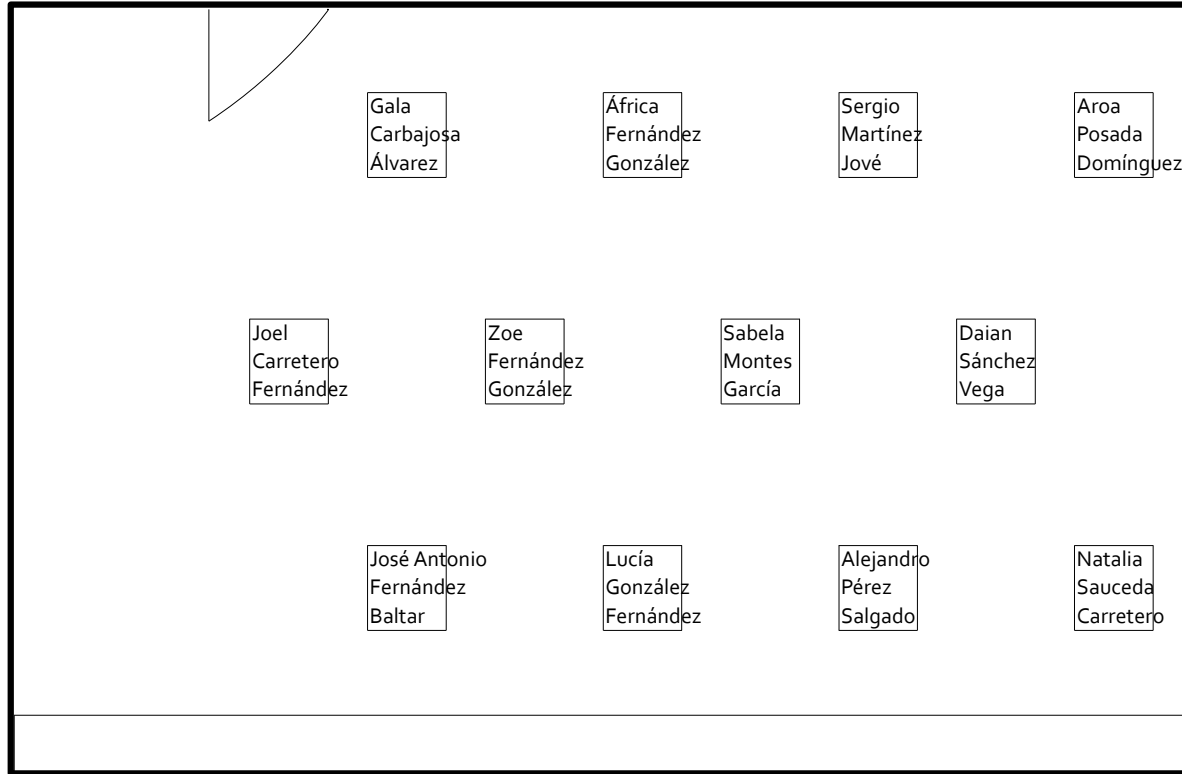 Gala
Carbajosa
Álvarez
África
Fernández
González
Sergio
Martínez
Jové
Aroa
Posada
Domínguez
Joel
Carretero
Fernández
Zoe
Fernández
González
Sabela
Montes
García
Daian
Sánchez
Vega
José Antonio
Fernández
Baltar
Lucía
González
Fernández
Alejandro
Pérez
Salgado
Natalia
Sauceda
Carretero